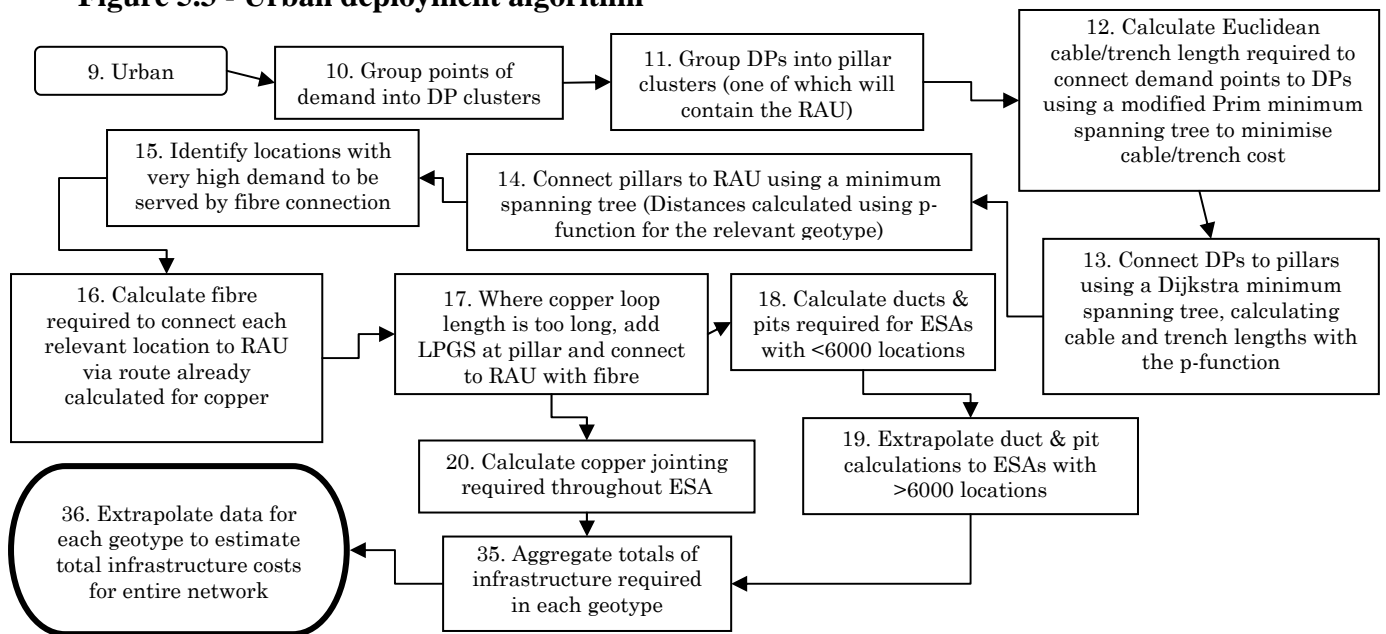 Figure 5.5 - Urban deployment algorithm
9. Urban
10. Group points of
demand into DP clusters
11. Group DPs into pillar
clusters (one of which will
contain the RAU)
12. Calculate Euclidean
cable/trench length required to
connect demand points to DPs
using a modified Prim minimum
spanning tree to minimise
cable/trench cost
13. Connect DPs to pillars
using a Dijkstra minimum
spanning tree, calculating
cable and trench lengths with
the p-function
14. Connect pillars to RAU using a minimum
spanning tree (Distances calculated using p-
function for the relevant geotype)
15. Identify locations with
very high demand to be
served by fibre connection
16. Calculate fibre
required to connect each
relevant location to RAU
via route already
calculated for copper
17. Where copper loop
length is too long, add
LPGS at pillar and connect
to RAU with fibre
18. Calculate ducts &
pits required for ESAs
with <6000 locations
19. Extrapolate duct & pit
calculations to ESAs with
>6000 locations
20. Calculate copper jointing
required throughout ESA
35. Aggregate totals of
infrastructure required
in each geotype
36. Extrapolate data for
each geotype to estimate
total infrastructure costs
for entire network